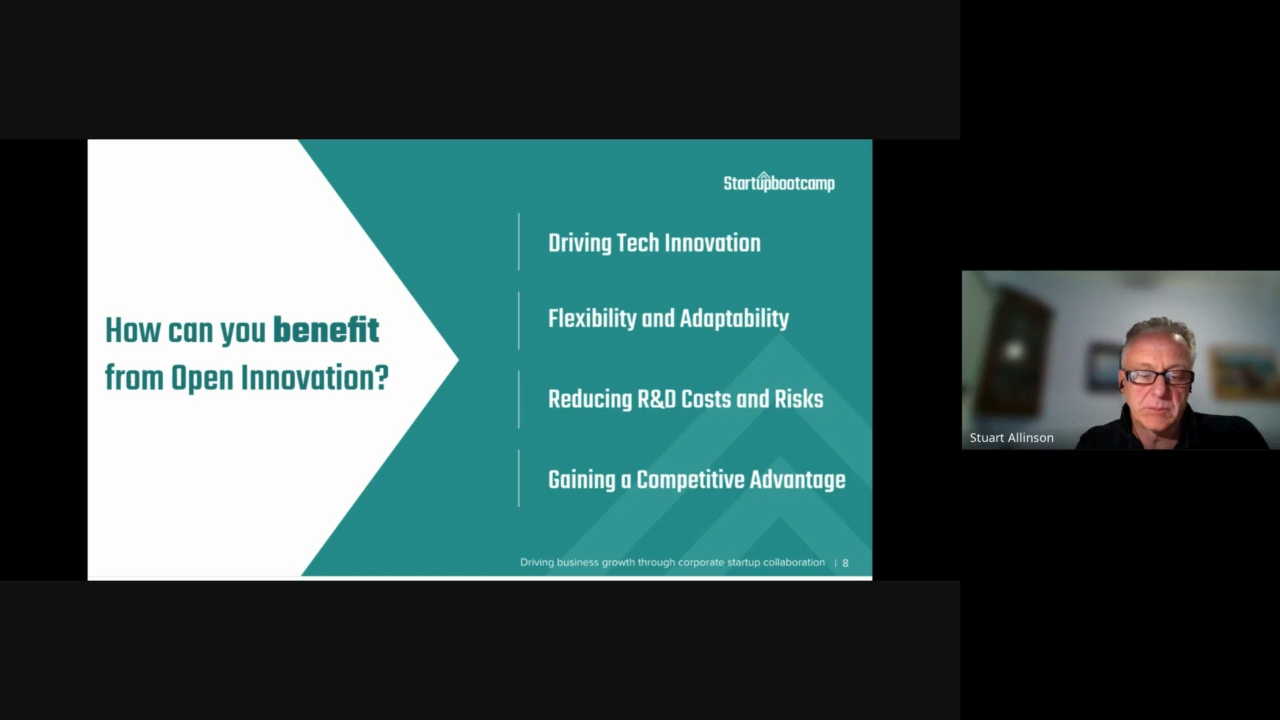 Startupbootcamp
How can you benefit
from Open Innovation?
Driving Tech Innovation
Flexibility and Adaptability
Reducing R&D Costs and Risks
Gaining a Competitive Advantage
Driving business growth through corporate startup collaboration | 8
Stuart Allinson